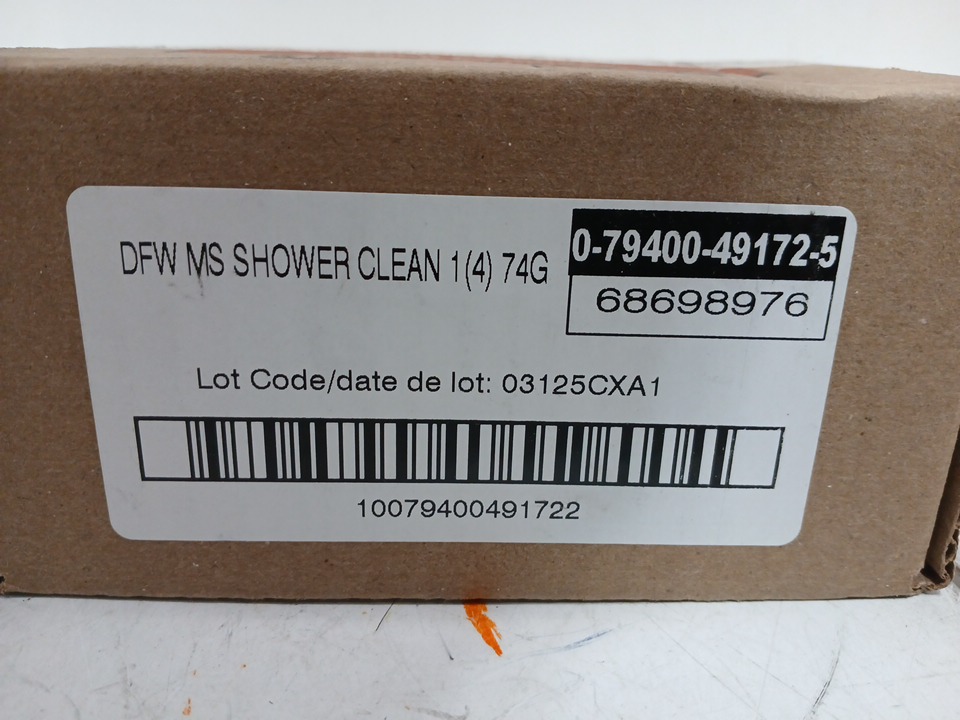 DFW MS SHOWER CLEAN 1(4) 74G
0-79400-49172-5
68698976
Lot Code/date de lot: 03125CXA1
10079400491722